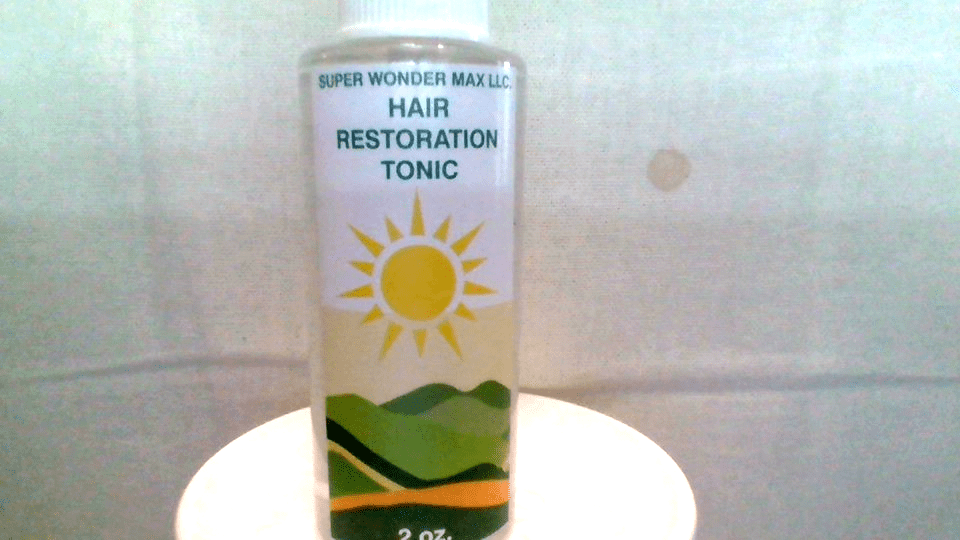 SUPER WONDER MAX LLC.
HAIR
RESTORATION
TONIC
2 oz.